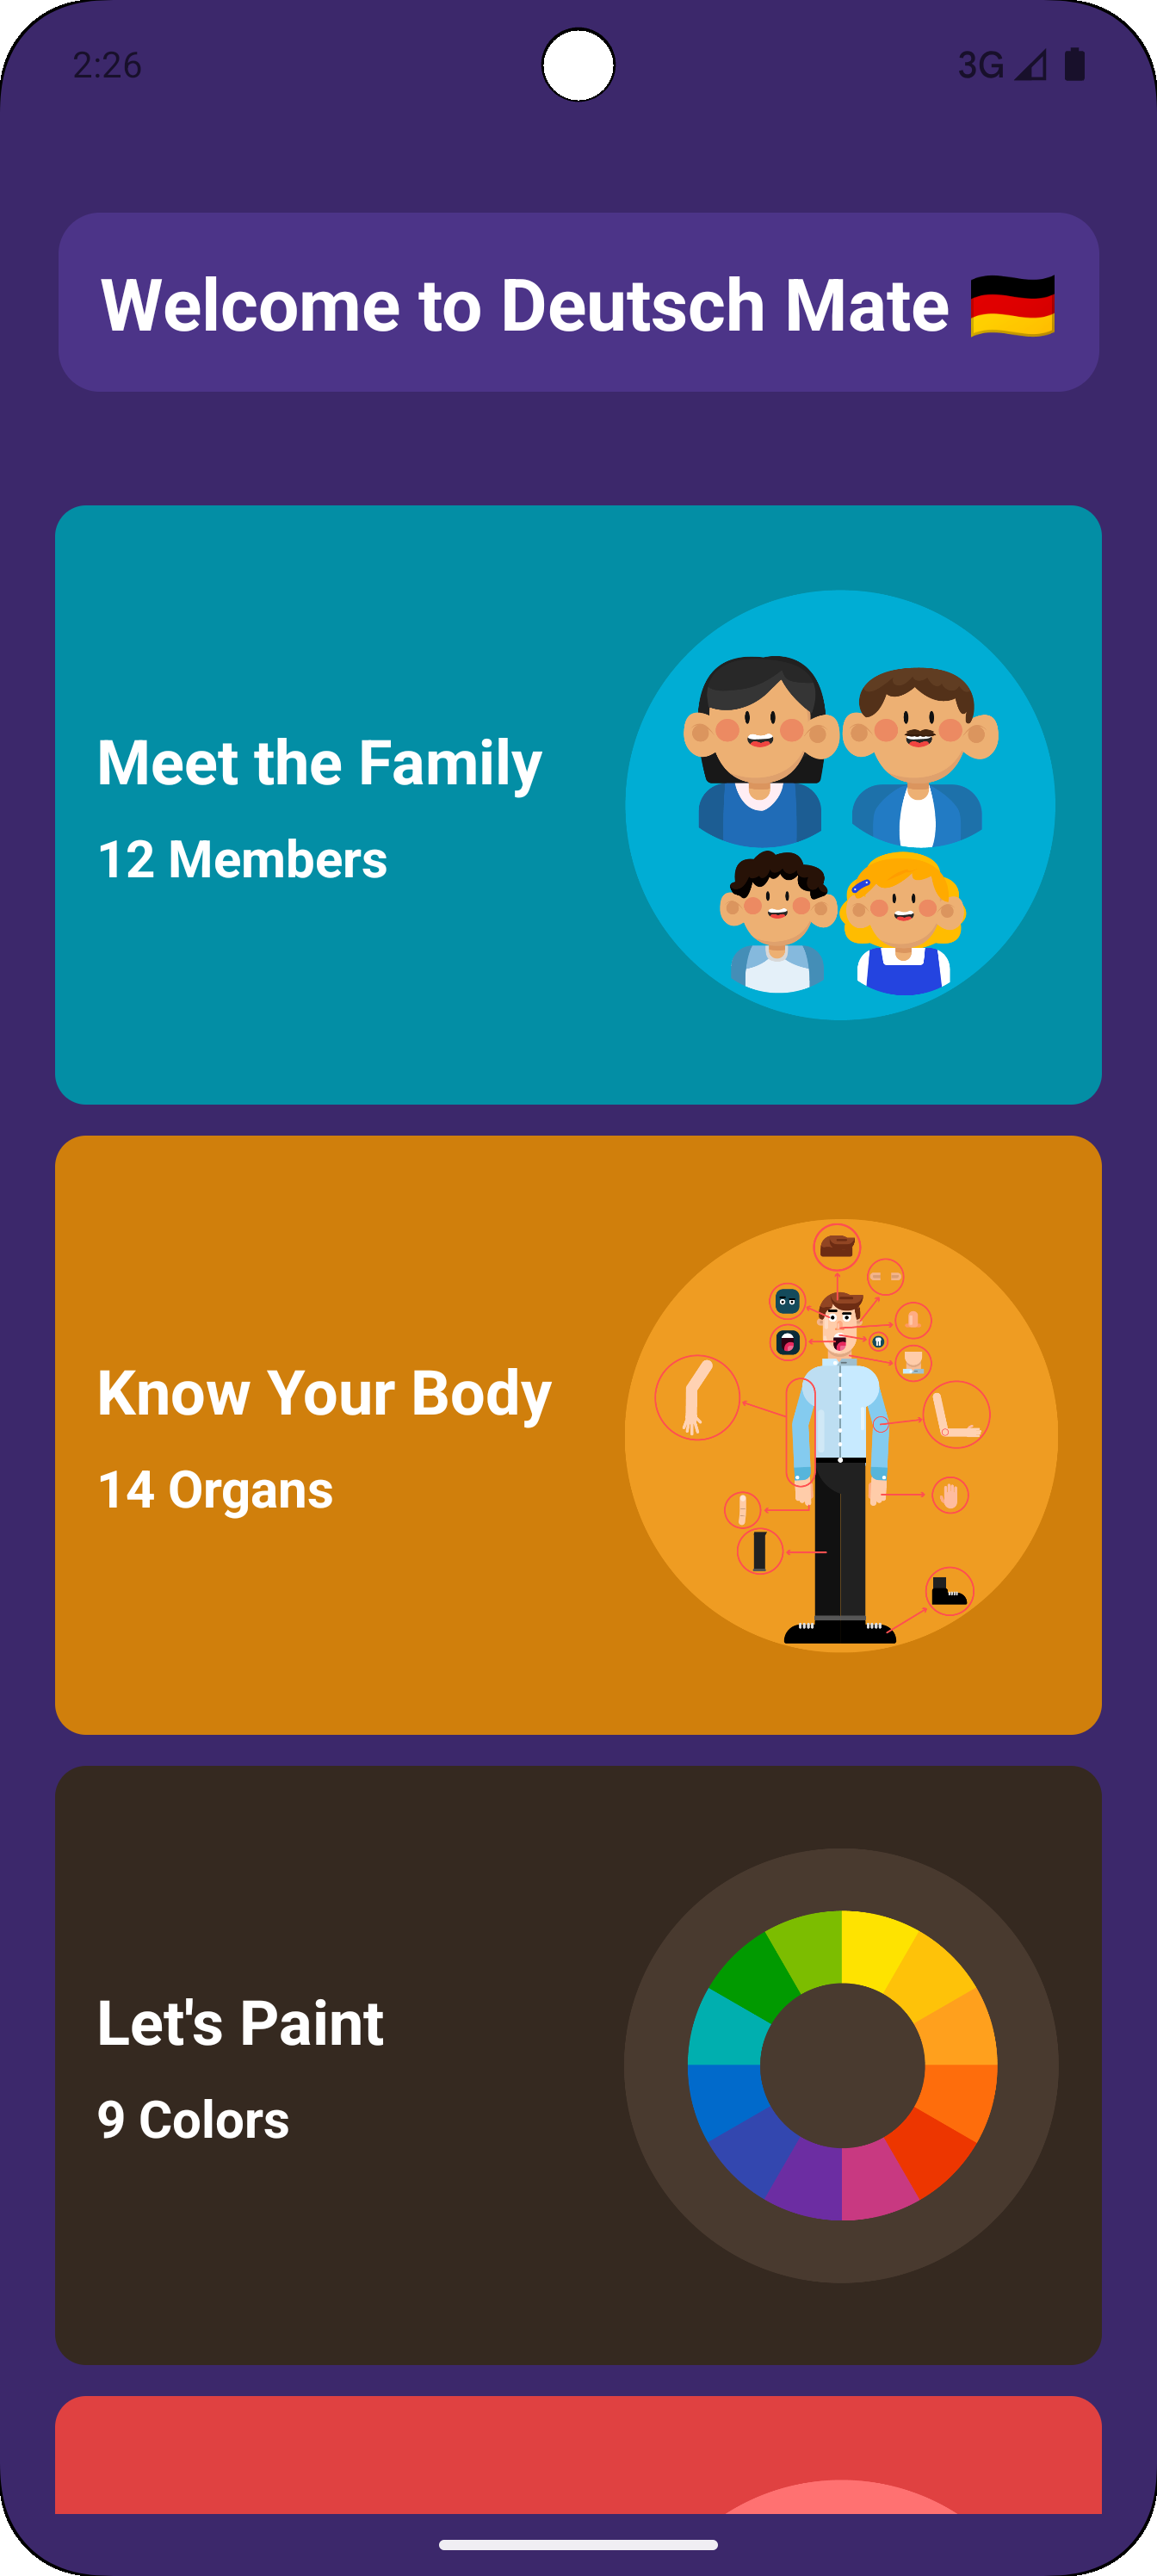 2:26
3G
Welcome to Deutsch Mate 🇩🇪
Meet the Family
12 Members
Know Your Body
14 Organs
Let's Paint
9 Colors